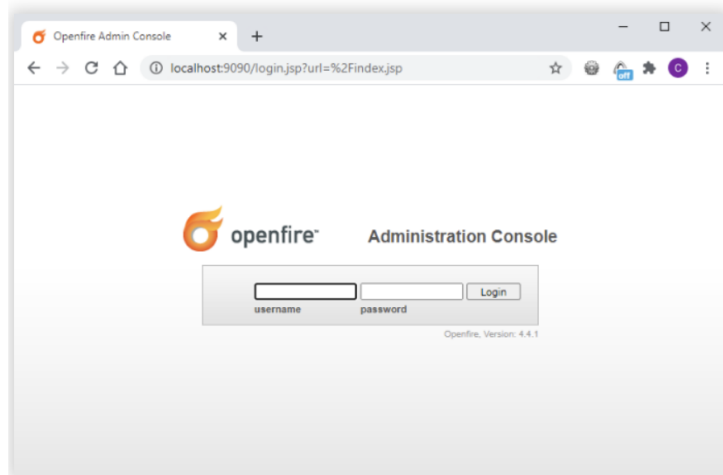 Openfire Admin Console
localhost:9090/login.jsp?url=%2Findex.jsp
off
C
openfire™
Administration Console
Login
username password
Openfire, Version: 4.4.1